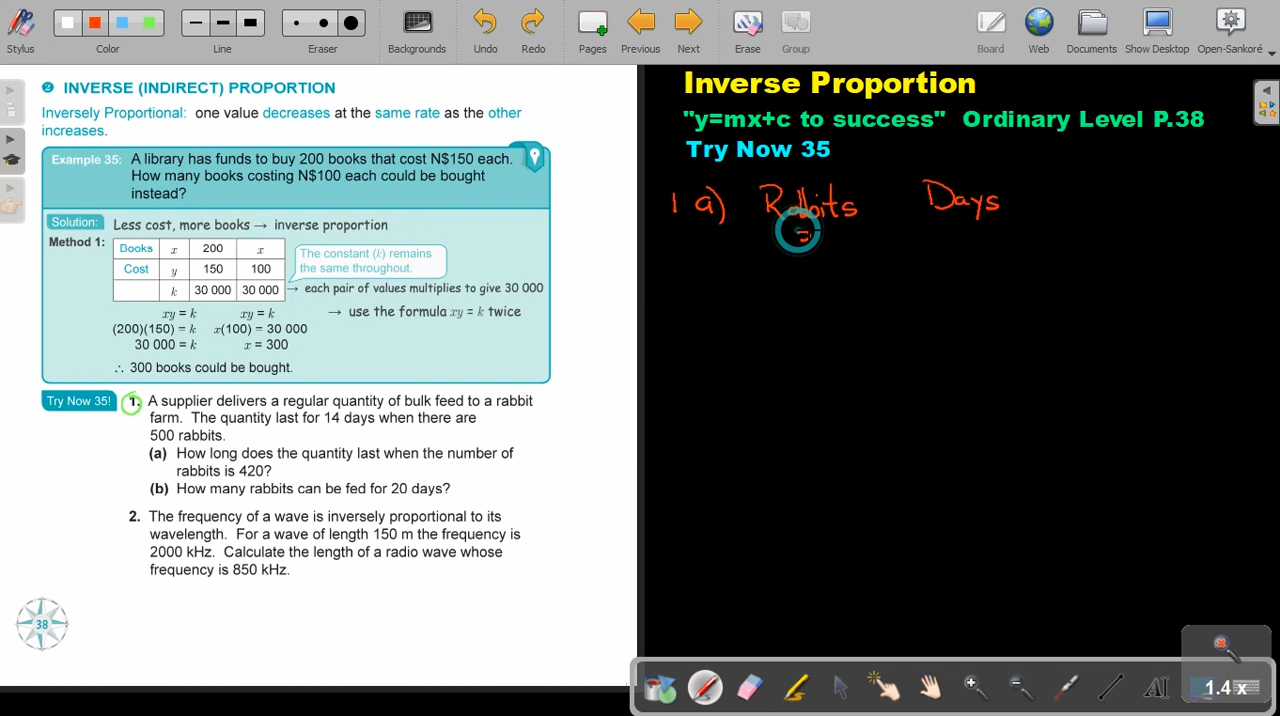 Stylus
Color
Line
Eraser
Backgrounds
Undo
Redo
Pages
Previous
Next
Erase
Group
Board
Web
Documents
Show Desktop
Open-Sankoré
❷ INVERSE (INDIRECT) PROPORTION
Inversely Proportional: one value decreases at the same rate as the other
increases.
Example 35: A library has funds to buy 200 books that cost N$150 each.
How many books costing N$100 each could be bought
instead?
Solution: Less cost, more books → inverse proportion
Method 1:
Books x 200 x
Cost y 150 100
k 30 000 30 000
The constant (k) remains
the same throughout.
→ each pair of values multiplies to give 30 000
xy = k xy = k → use the formula xy = k twice
(200)(150) = k x(100) = 30 000
30 000 = k x = 300
∴ 300 books could be bought.
Try Now 35! 1. A supplier delivers a regular quantity of bulk feed to a rabbit
farm. The quantity last for 14 days when there are
500 rabbits.
(a) How long does the quantity last when the number of
rabbits is 420?
(b) How many rabbits can be fed for 20 days?
2. The frequency of a wave is inversely proportional to its
wavelength. For a wave of length 150 m the frequency is
2000 kHz. Calculate the length of a radio wave whose
frequency is 850 kHz.
38
Inverse Proportion
"y=mx+c to success" Ordinary Level P.38
Try Now 35
1 a) Rabbits Days
1.4 x